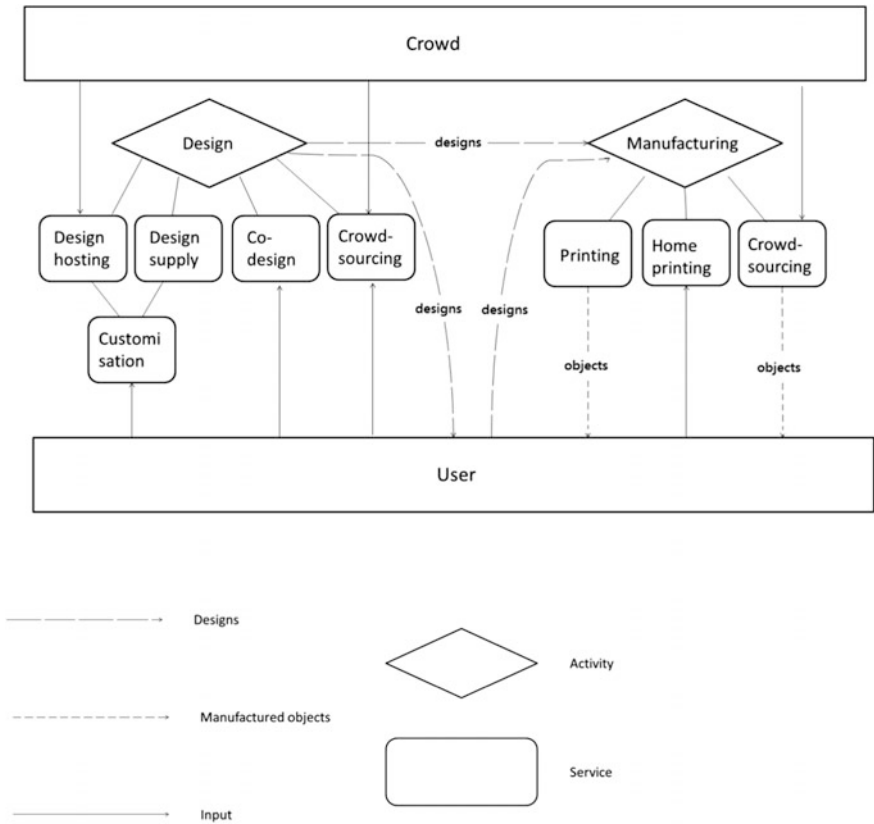 Crowd
Design
designs
Manufacturing
Design
hosting
Design
supply
Co-
design
Crowd-
sourcing
Printing
Home
printing
Crowd-
sourcing
designs
designs
Customi
sation
objects
objects
User
Designs
Activity
Manufactured objects
Service
Input